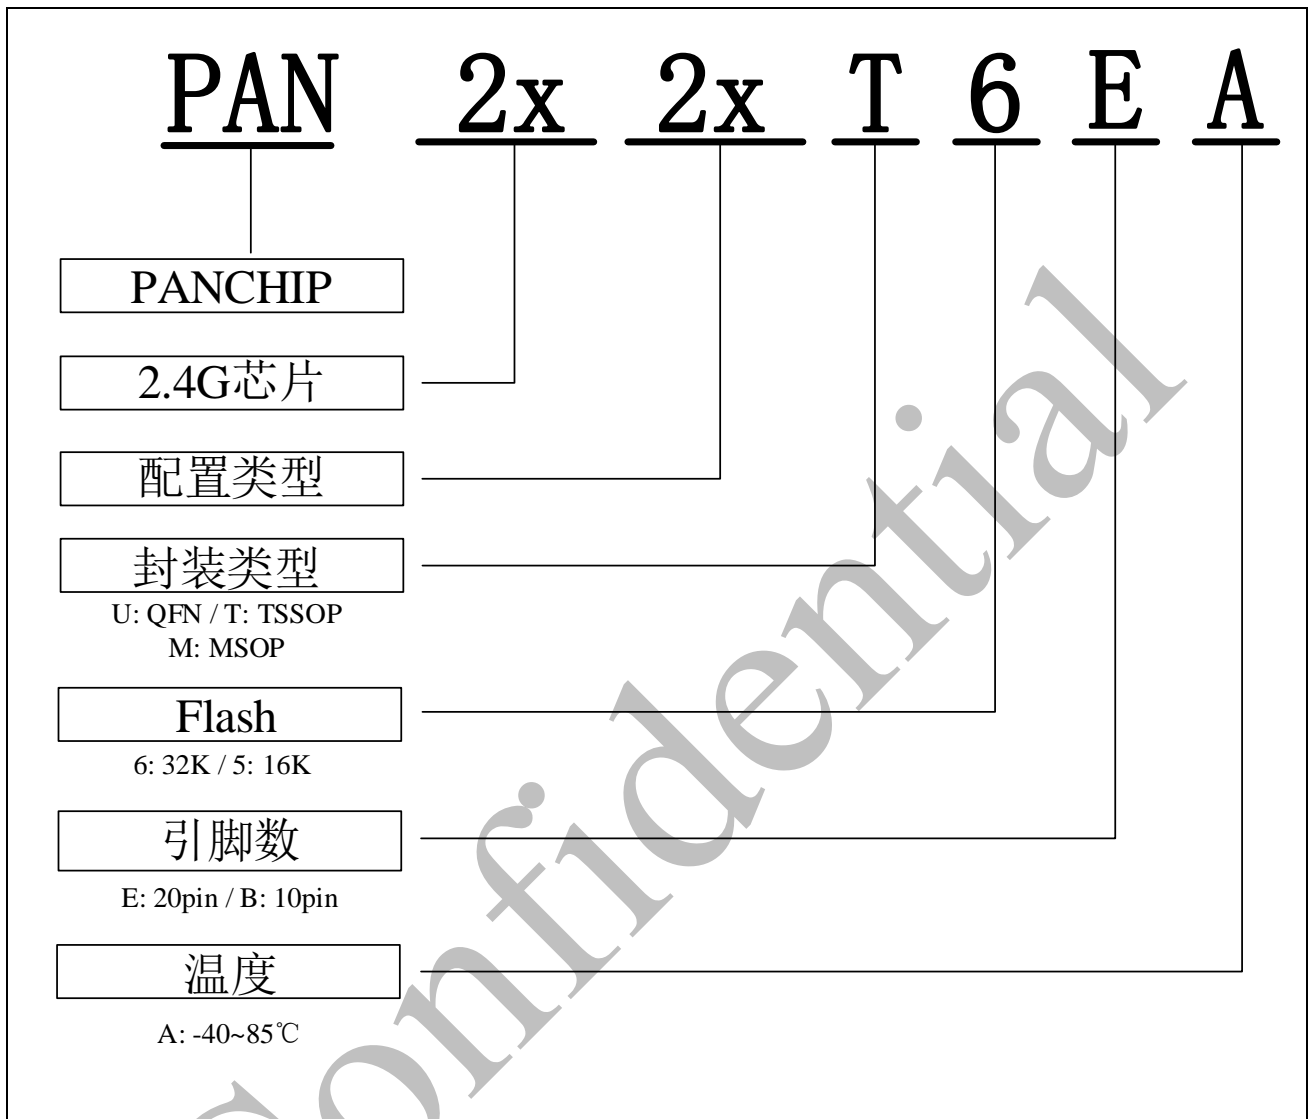 PAN 2x 2x T 6 E A
PANCHIP
2.4G芯片
配置类型
封装类型
U: QFN / T: TSSOP
M: MSOP
Flash
6: 32K / 5: 16K
引脚数
E: 20pin / B: 10pin
温度
A: -40~85℃
Confidential